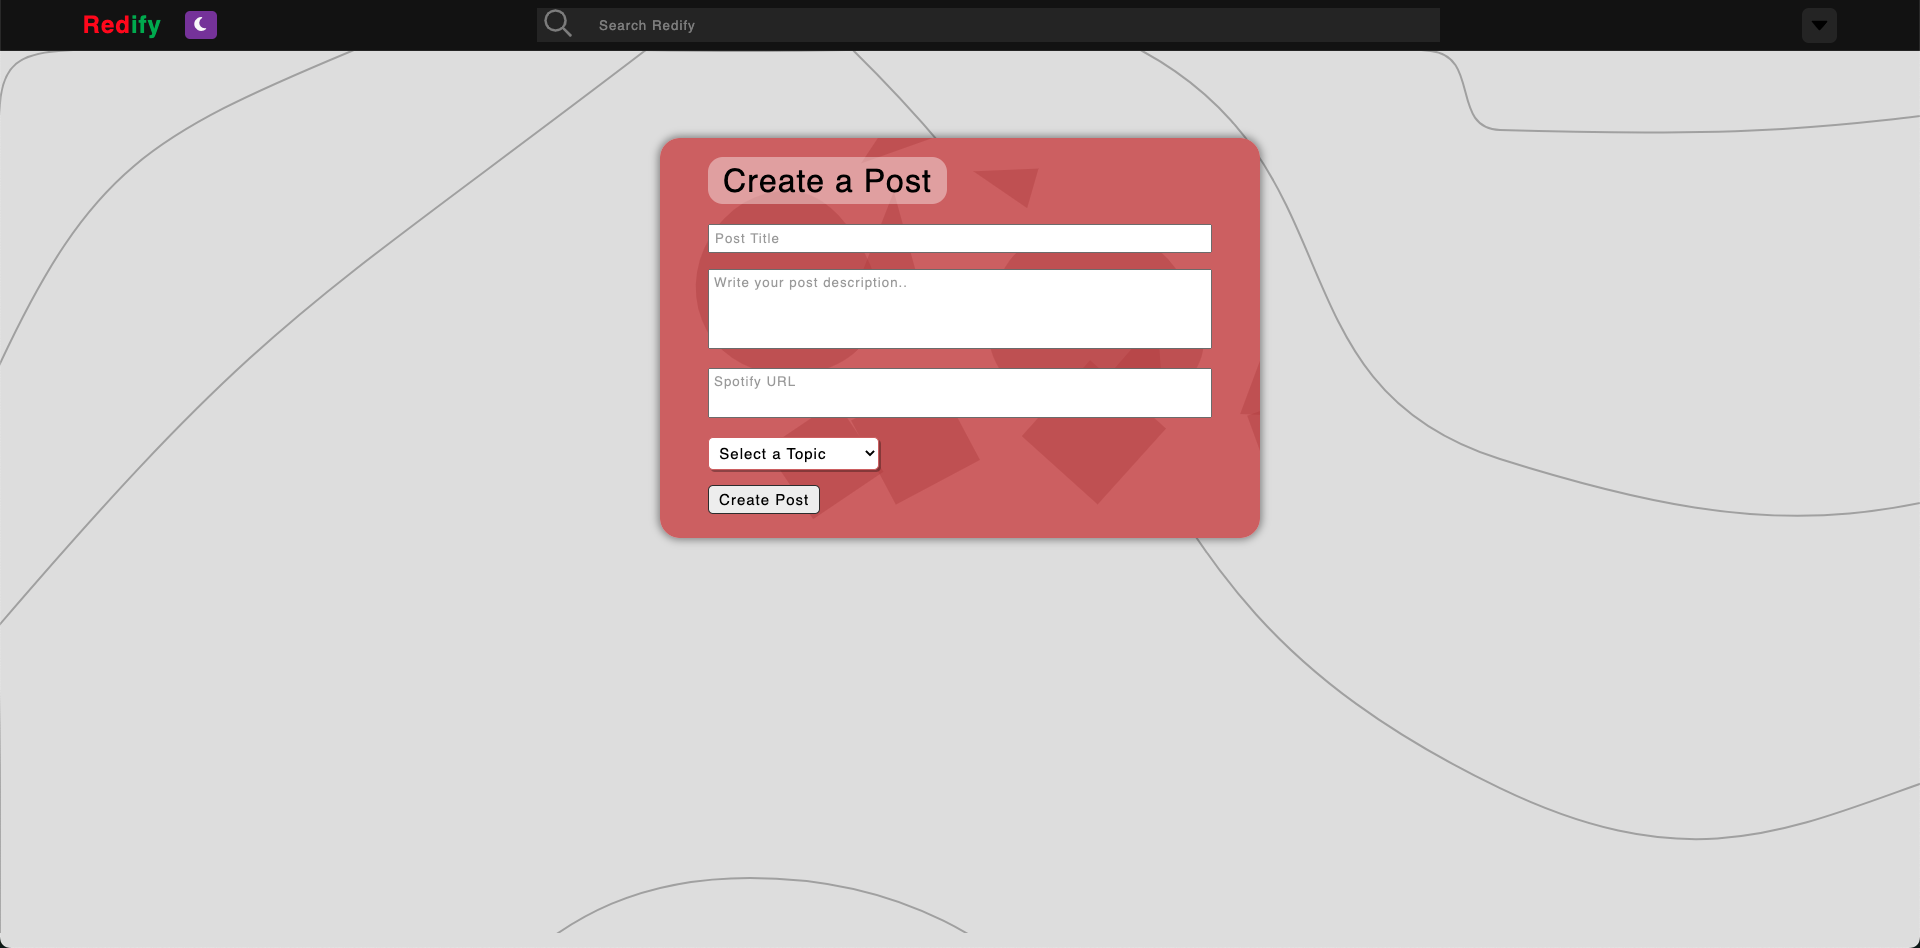 Redify
Search Redify
Create a Post
Post Title
Write your post description..
Spotify URL
Select a Topic
Create Post